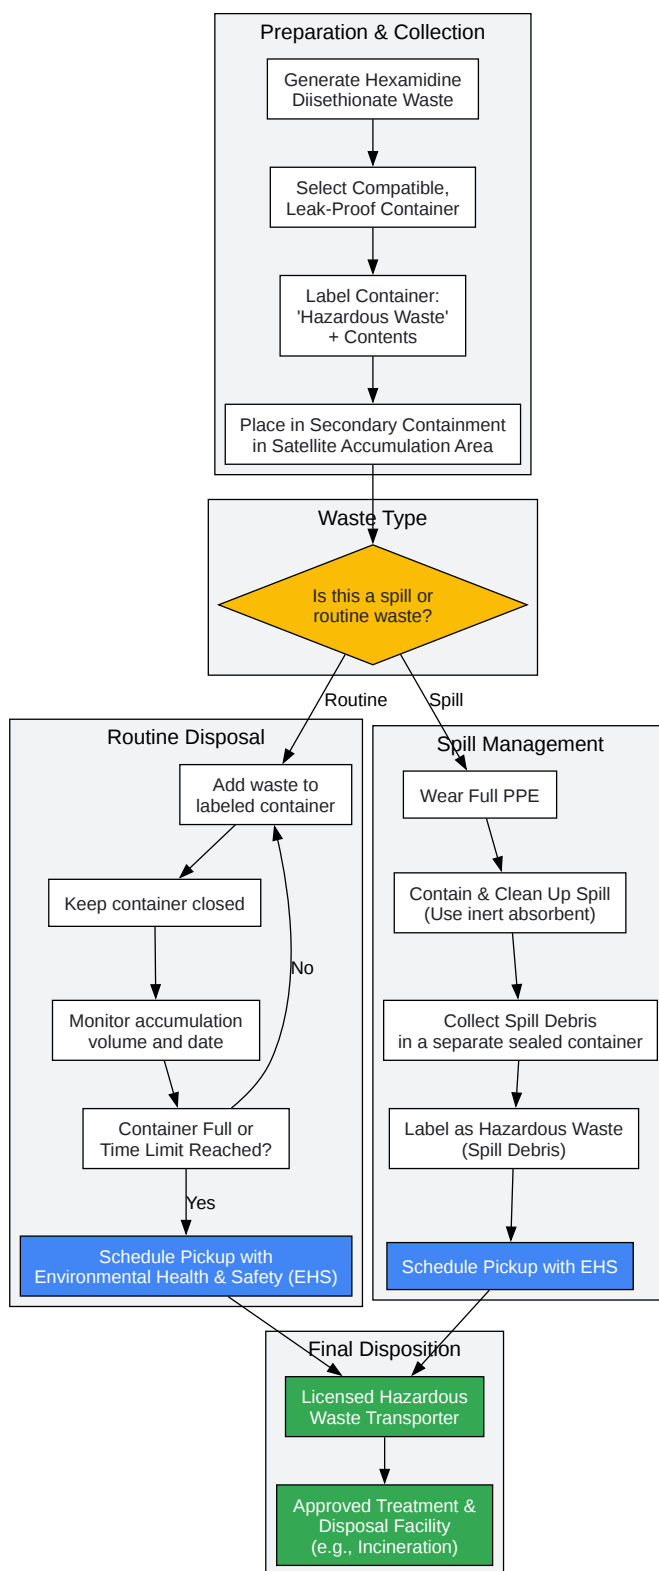 Preparation & Collection
Generate Hexamidine
Diisethionate Waste
Select Compatible,
Leak-Proof Container
Label Container:
'Hazardous Waste'
+ Contents
Place in Secondary Containment
in Satellite Accumulation Area
Waste Type
Is this a spill or
routine waste?
Routine
Spill
Routine Disposal
Add waste to
labeled container
Keep container closed
No
Monitor accumulation
volume and date
Container Full or
Time Limit Reached?
Yes
Schedule Pickup with
Environmental Health & Safety (EHS)
Spill Management
Wear Full PPE
Contain & Clean Up Spill
(Use inert absorbent)
Collect Spill Debris
in a separate sealed container
Label as Hazardous Waste
(Spill Debris)
Schedule Pickup with EHS
Final Disposition
Licensed Hazardous
Waste Transporter
Approved Treatment &
Disposal Facility
(e.g., Incineration)